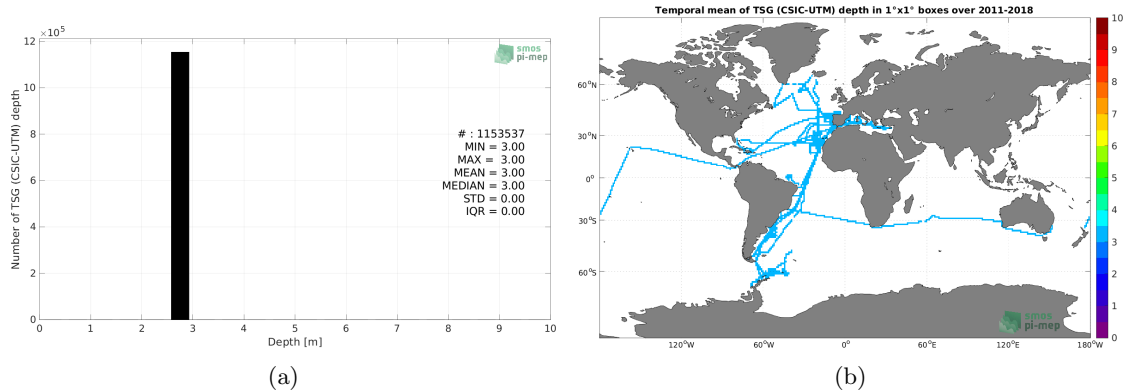 ×10⁵
12
10
8
6
4
2
0
0 1 2 3 4 5 6 7 8 9 10
Number of TSG (CSIC-UTM) depth
Depth [m]
smos
pi-mep
# : 1153537
MIN = 3.00
MAX = 3.00
MEAN = 3.00
MEDIAN = 3.00
STD = 0.00
IQR = 0.00
(a)
Temporal mean of TSG (CSIC-UTM) depth in 1°x1° boxes over 2011-2018
60°N
30°N
0°
30°S
60°S
120°W 60°W 0° 60°E 120°E 180°W
smos
pi-mep
10
9
8
7
6
5
4
3
2
1
0
(b)